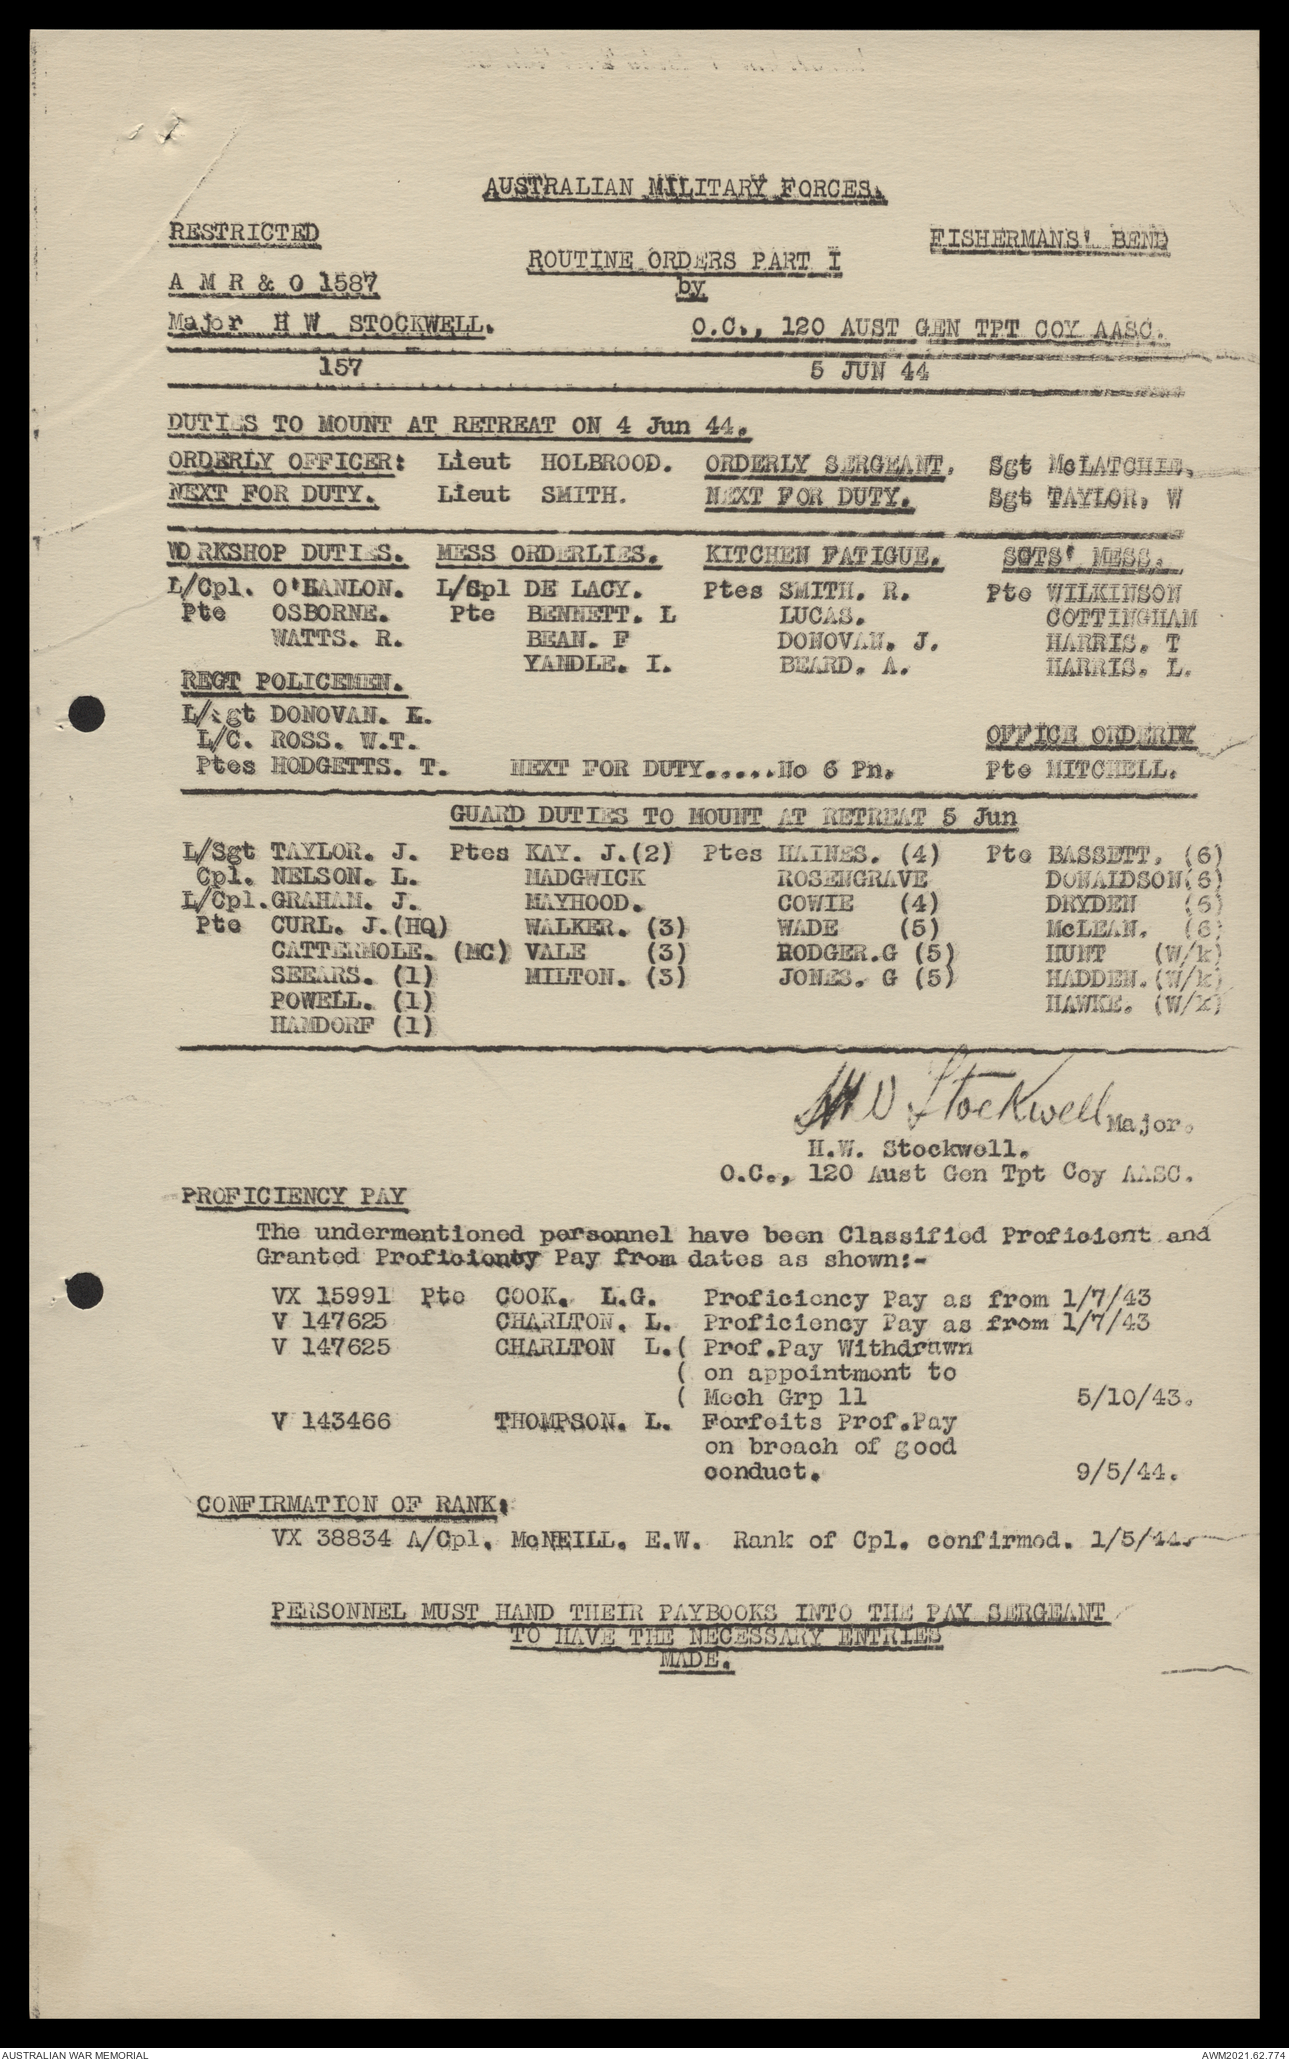 AUSTRALIAN MILITARY FORCES.
RESTRICTED FISHERMANS' BEND
ROUTINE ORDERS PART I
A M R & O 1587 by
Major H W STOCKWELL. O.C., 120 AUST GEN TPT COY AASC.
157 5 JUN 44
DUTIES TO MOUNT AT RETREAT ON 4 Jun 44.
ORDERLY OFFICER: Lieut HOLBROOD. ORDERLY SERGEANT. Sgt McLATCHIE.
NEXT FOR DUTY. Lieut SMITH. NEXT FOR DUTY. Sgt TAYLOR. W
WORKSHOP DUTIES. MESS ORDERLIES. KITCHEN FATIGUE. SGTS' MESS.
L/Cpl. O'HANLON. L/Cpl DE LACY. Ptes SMITH. R. Pte WILKINSON
Pte OSBORNE. Pte BENNETT. L LUCAS. COTTINGHAM
WATTS. R. BEAN. F DONOVAN. J. HARRIS. T
YANDLE. I. BEARD. A. HARRIS. L.
REGT POLICEMEN.
L/sgt DONOVAN. E.
L/C. ROSS. W.T. OFFICE ORDERLY
Ptes HODGETTS. T. NEXT FOR DUTY.....No 6 Pn. Pte MITCHELL.
GUARD DUTIES TO MOUNT AT RETREAT 5 Jun
L/Sgt TAYLOR. J. Ptes KAY. J.(2) Ptes HAINES. (4) Pte BASSETT. (6)
Cpl. NELSON. L. MADGWICK ROSENGRAVE DONALDSON(6)
L/Cpl.GRAHAM. J. MAYHOOD. COWIE (4) DRYDEN (6)
Pte CURL. J.(HQ) WALKER. (3) WADE (5) McLEAN. (6)
CATTERMOLE. (MC) VALE (3) RODGER.G (5) HUNT (W/k)
SEEARS. (1) MILTON. (3) JONES. G (5) HADDEN.(W/k)
POWELL. (1) HAWKE. (W/k)
HAMDORF (1)
HW Stockwell Major.
H.W. Stockwell.
O.C., 120 Aust Gen Tpt Coy AASC.
PROFICIENCY PAY
The undermentioned personnel have been Classified Proficient and
Granted Proficiency Pay from dates as shown:-
VX 15991 Pte COOK. L.G. Proficiency Pay as from 1/7/43
V 147625 CHARLTON. L. Proficiency Pay as from 1/7/43
V 147625 CHARLTON L.( Prof.Pay Withdrawn
( on appointment to
( Mech Grp 11 5/10/43.
V 143466 THOMPSON. L. Forfeits Prof.Pay
on breach of good
conduct. 9/5/44.
CONFIRMATION OF RANK:
VX 38834 A/Cpl. McNEILL. E.W. Rank of Cpl. confirmed. 1/5/44.
PERSONNEL MUST HAND THEIR PAYBOOKS INTO THE PAY SERGEANT
TO HAVE THE NECESSARY ENTRIES
MADE.
AUSTRALIAN WAR MEMORIAL AWM2021.62.774